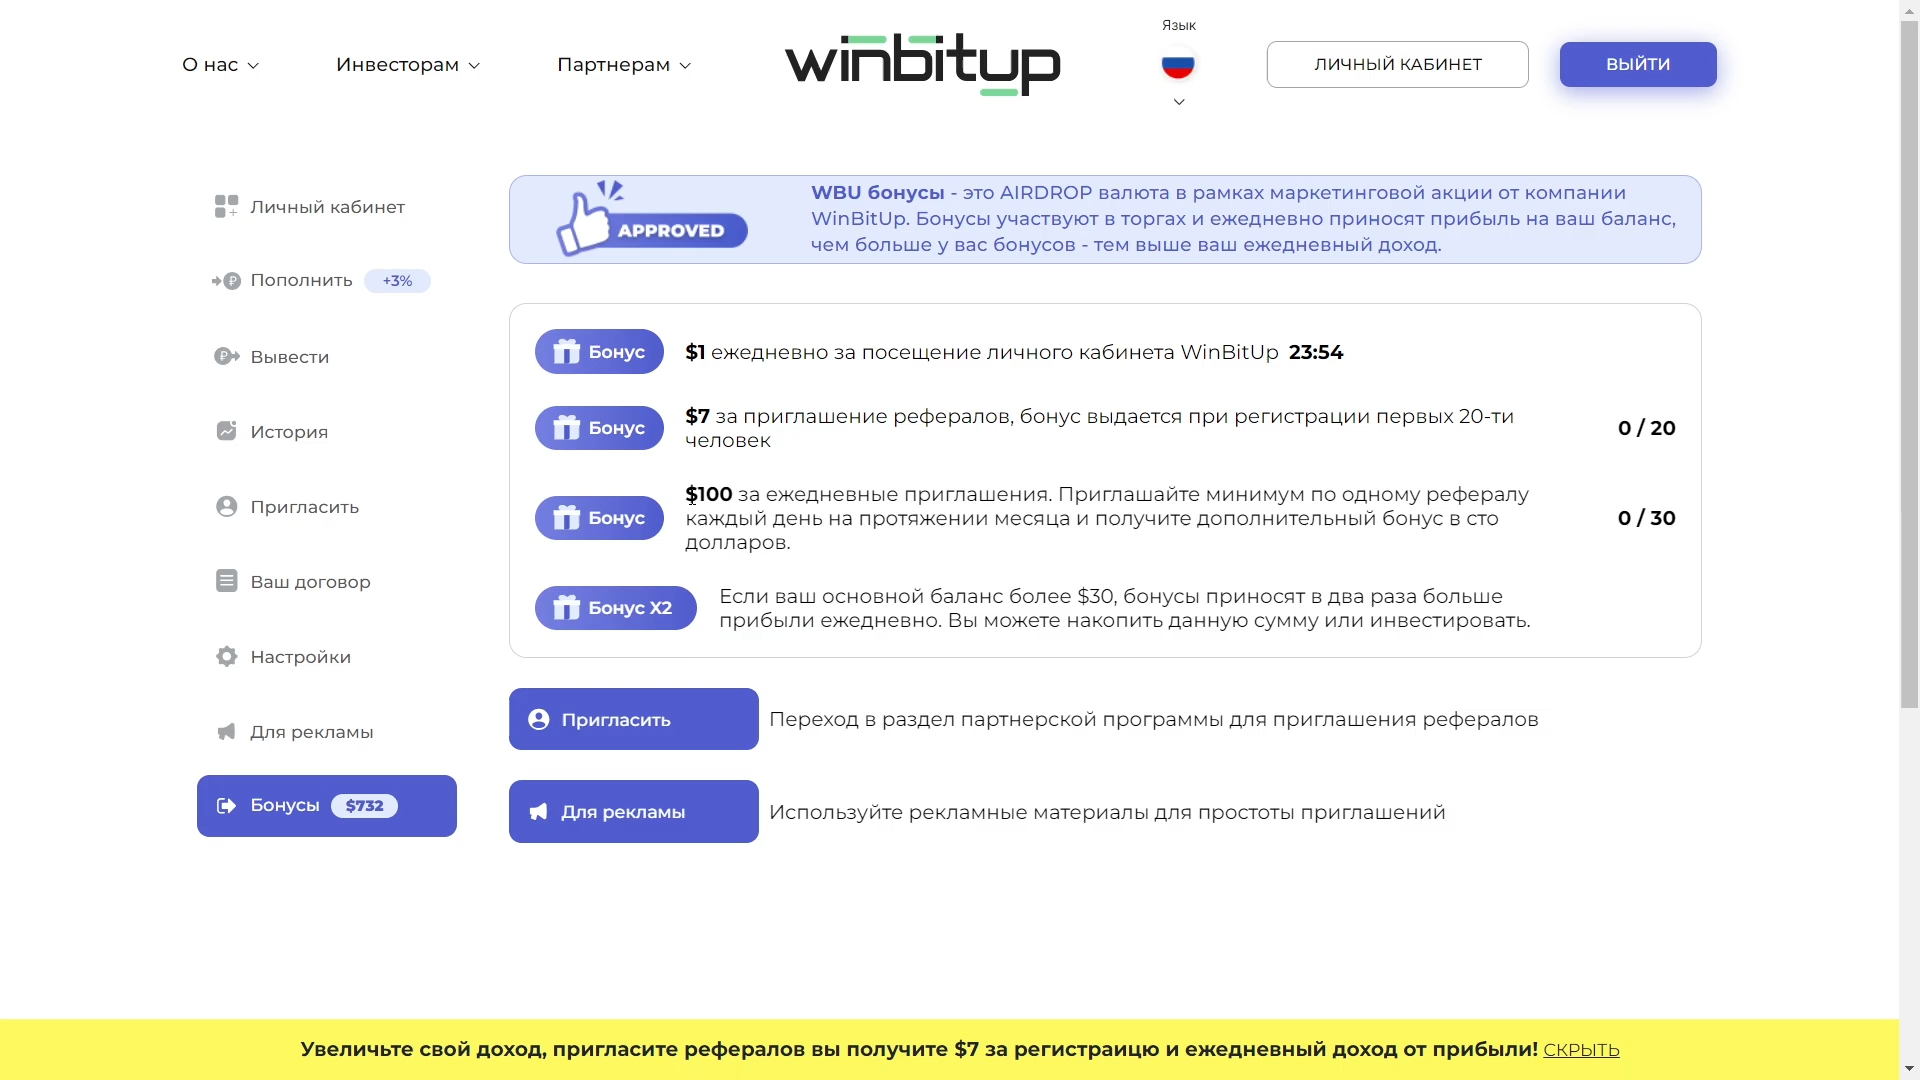 Язык
О нас
Инвесторам
Партнерам
winbitup
ЛИЧНЫЙ КАБИНЕТ
ВЫЙТИ
Личный кабинет
Пополнить +3%
Вывести
История
Пригласить
Ваш договор
Настройки
Для рекламы
Бонусы $732
APPROVED
WBU бонусы - это AIRDROP валюта в рамках маркетинговой акции от компании
WinBitUp. Бонусы участвуют в торгах и ежедневно приносят прибыль на ваш баланс,
чем больше у вас бонусов - тем выше ваш ежедневный доход.
Бонус
$1 ежедневно за посещение личного кабинета WinBitUp 23:54
Бонус
$7 за приглашение рефералов, бонус выдается при регистрации первых 20-ти
человек
0 / 20
Бонус
$100 за ежедневные приглашения. Приглашайте минимум по одному рефералу
каждый день на протяжении месяца и получите дополнительный бонус в сто
долларов.
0 / 30
Бонус X2
Если ваш основной баланс более $30, бонусы приносят в два раза больше
прибыли ежедневно. Вы можете накопить данную сумму или инвестировать.
Пригласить
Переход в раздел партнерской программы для приглашения рефералов
Для рекламы
Используйте рекламные материалы для простоты приглашений
Увеличьте свой доход, пригласите рефералов вы получите $7 за регистраицю и ежедневный доход от прибыли! СКРЫТЬ